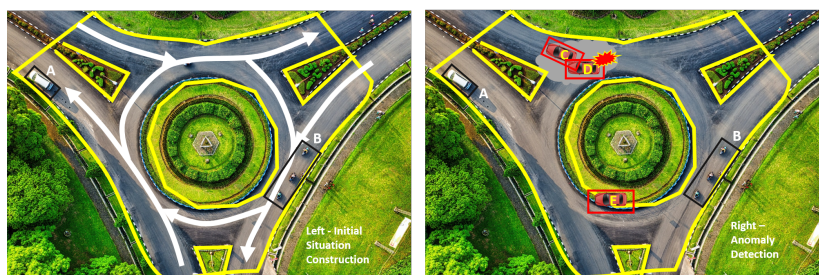 A
B
Left - Initial
Situation
Construction
C
D
A
B
E
Right –
Anomaly
Detection